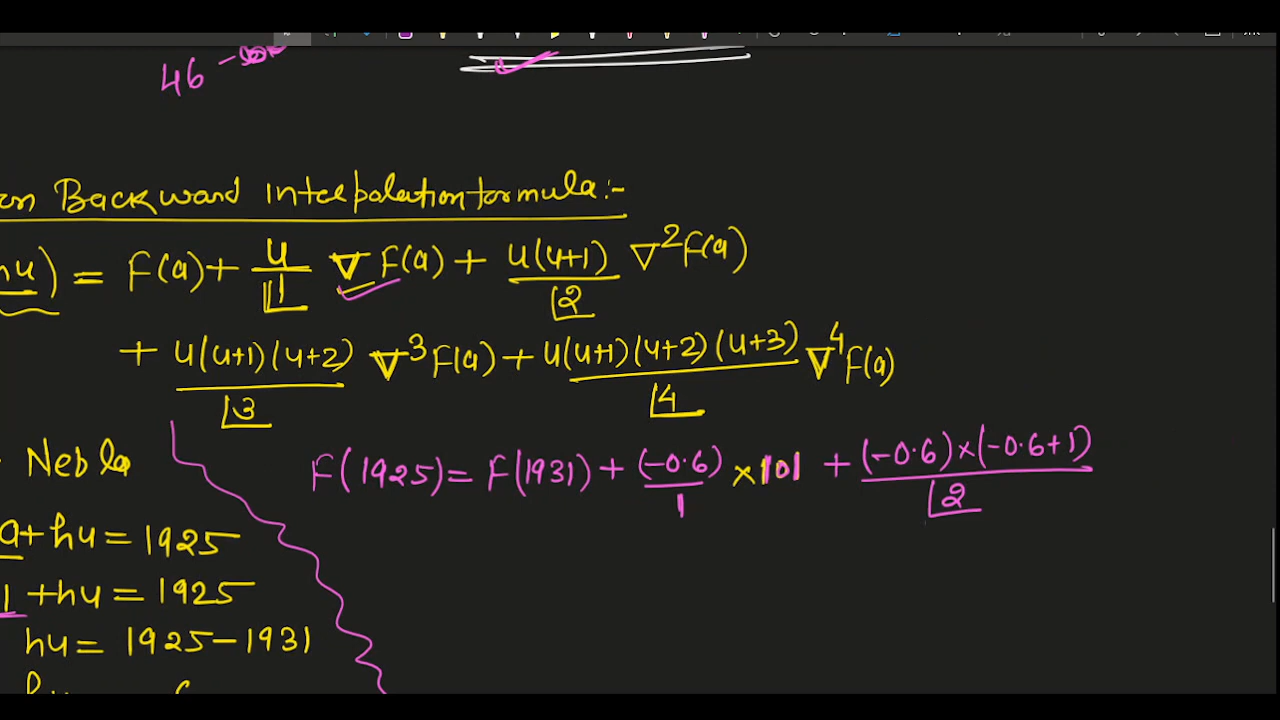 46
on Backward interpolation formula:-
hu) = F(a) + u/⌊1 ∇F(a) + u(u+1)/⌊2 ∇²F(a)
+ u(u+1)(u+2)/⌊3 ∇³F(a) + u(u+1)(u+2)(u+3)/⌊4 ∇⁴F(a)
Nebla
F(1925) = F(1931) + (-0.6)/1 × 101 + (-0.6)×(-0.6+1)/⌊2
a+hu = 1925
1 +hu = 1925
hu = 1925-1931